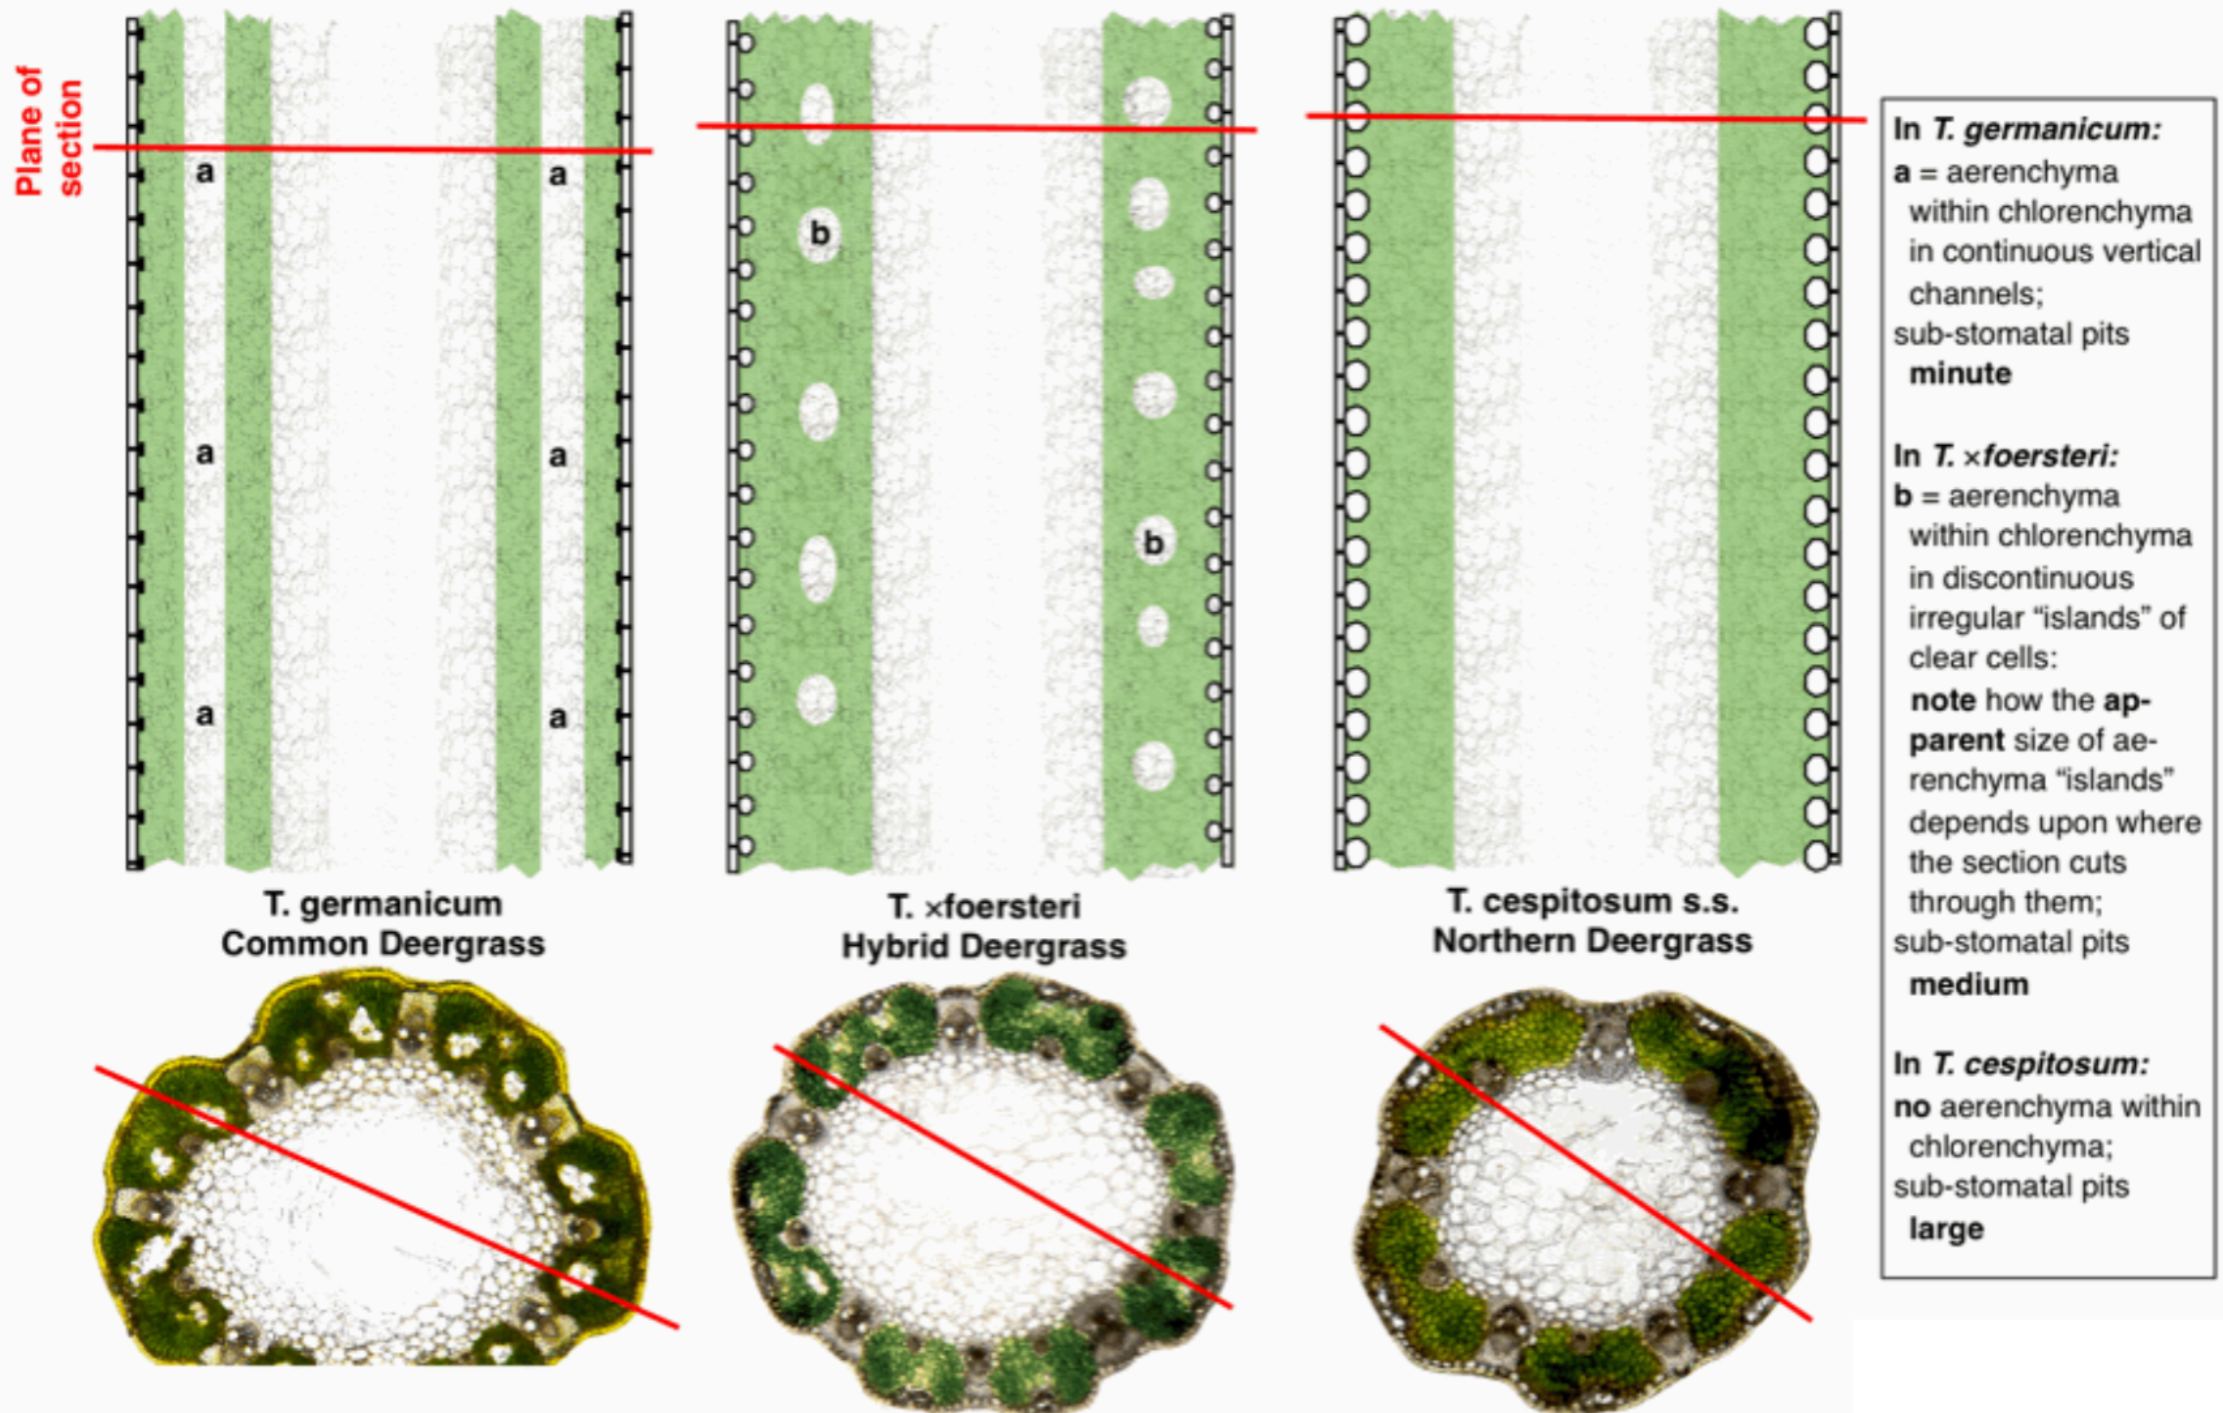 Plane of
section
a
a
a
a
a
a
b
b
T. germanicum
Common Deergrass
T. ×foersteri
Hybrid Deergrass
T. cespitosum s.s.
Northern Deergrass
In T. germanicum:
a = aerenchyma
within chlorenchyma
in continuous vertical
channels;
sub-stomatal pits
minute
In T. ×foersteri:
b = aerenchyma
within chlorenchyma
in discontinuous
irregular “islands” of
clear cells:
note how the ap-
parent size of ae-
renchyma “islands”
depends upon where
the section cuts
through them;
sub-stomatal pits
medium
In T. cespitosum:
no aerenchyma within
chlorenchyma;
sub-stomatal pits
large